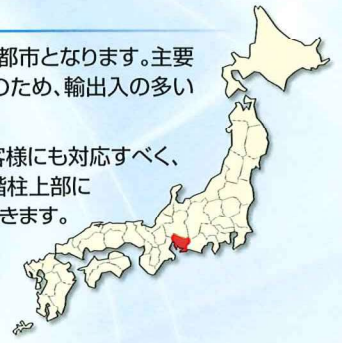 都市となります。主要
のため、輸出入の多い
客様にも対応すべく、
階柱上部に
きます。